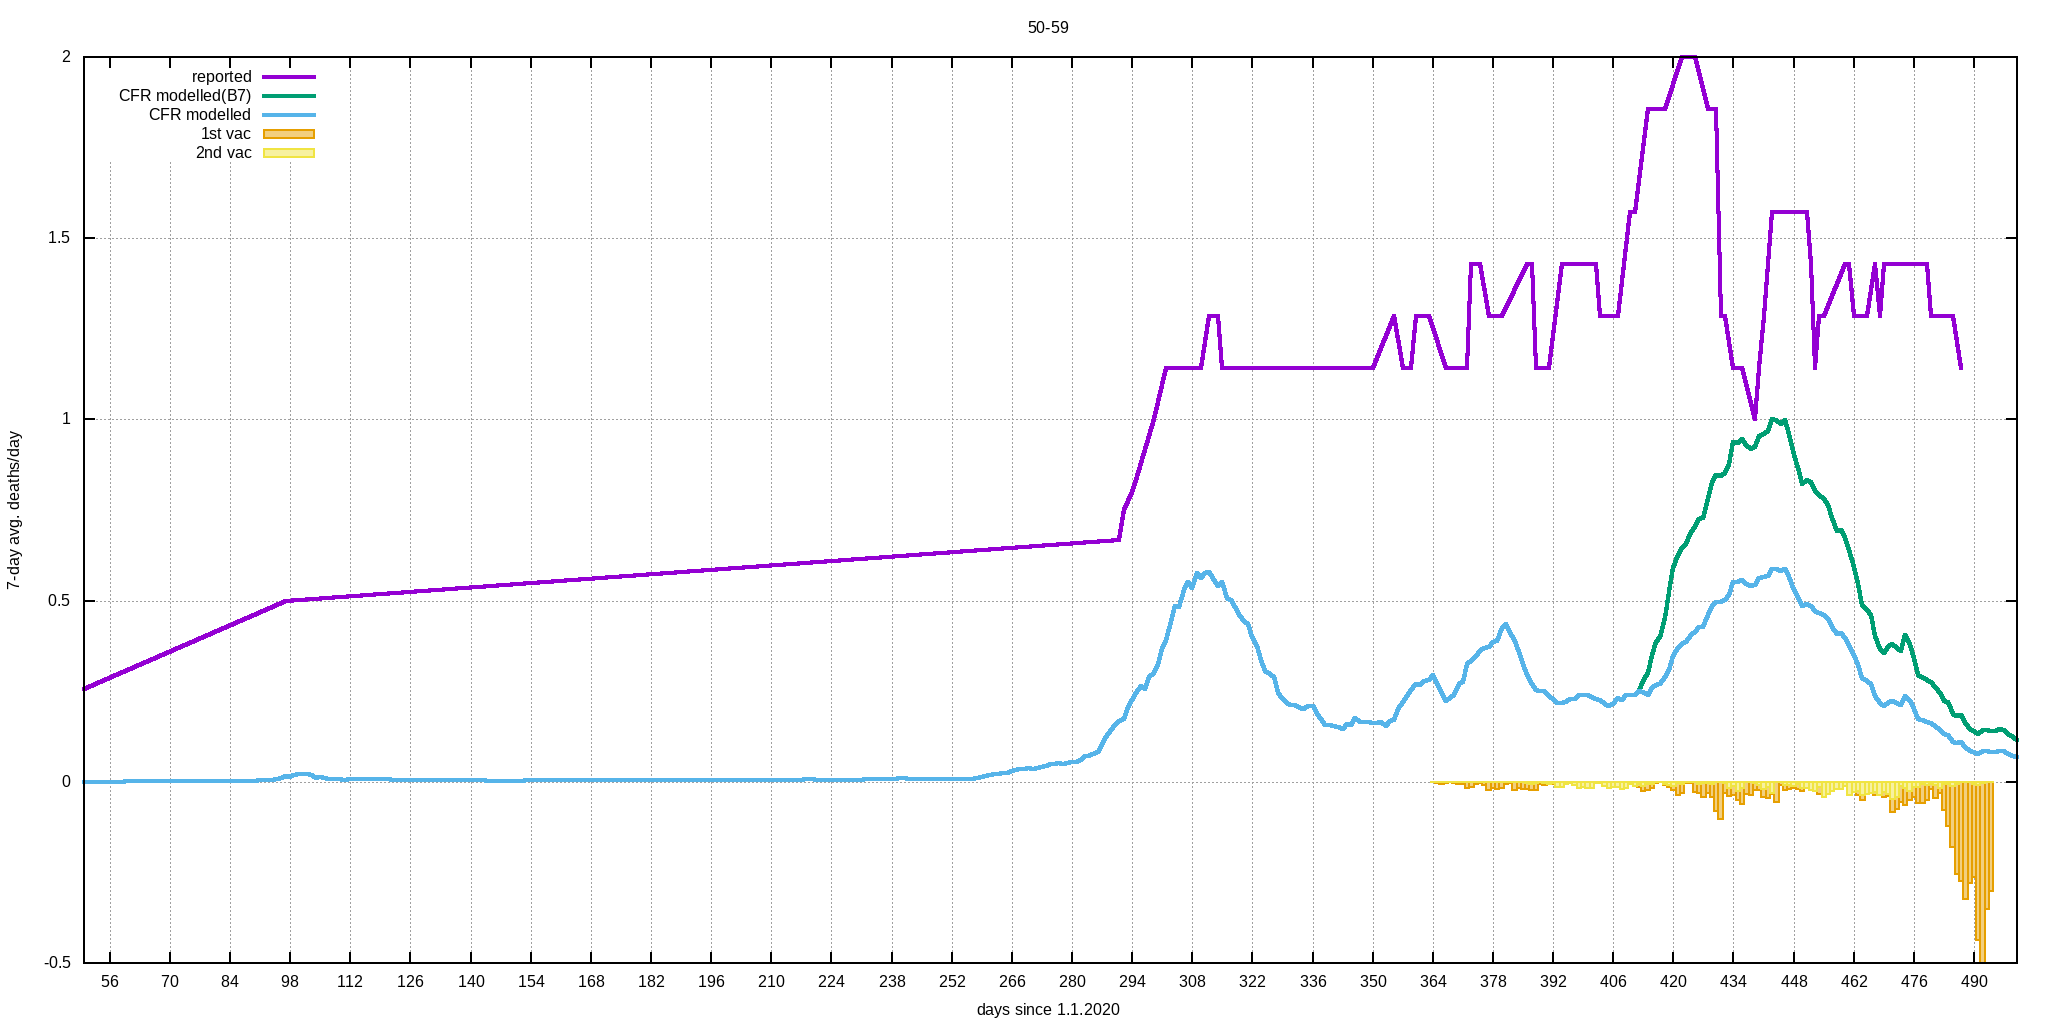 50-59
reported
CFR modelled(B7)
CFR modelled
1st vac
2nd vac
2
1.5
1
0.5
0
-0.5
7-day avg. deaths/day
56 70 84 98 112 126 140 154 168 182 196 210 224 238 252 266 280 294 308 322 336 350 364 378 392 406 420 434 448 462 476 490
days since 1.1.2020